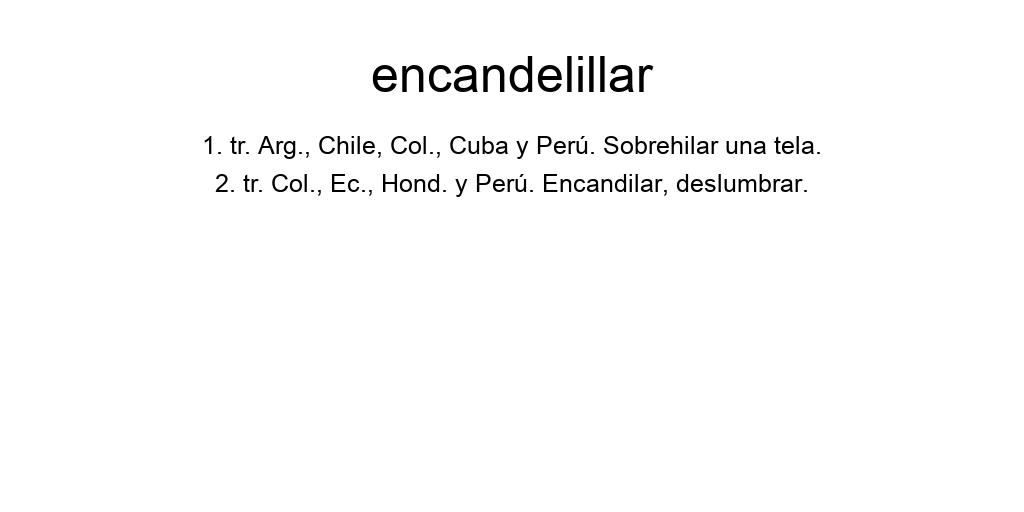 encandelillar
1. tr. Arg., Chile, Col., Cuba y Perú. Sobrehilar una tela.
2. tr. Col., Ec., Hond. y Perú. Encandilar, deslumbrar.